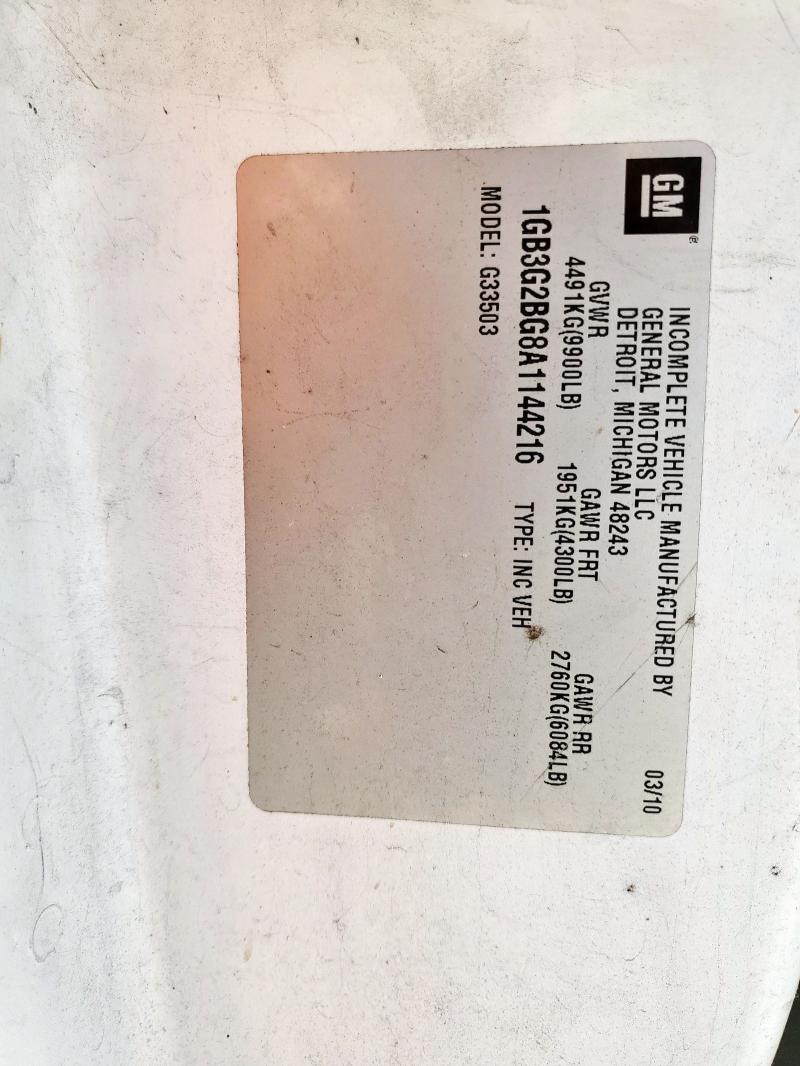 GM®
INCOMPLETE VEHICLE MANUFACTURED BY 03/10
GENERAL MOTORS LLC
DETROIT, MICHIGAN 48243
GVWR GAWR FRT GAWR RR
4491KG(9900LB) 1951KG(4300LB) 2760KG(6084LB)
1GB3G2BG8A1144216 TYPE: INC VEH
MODEL: G33503